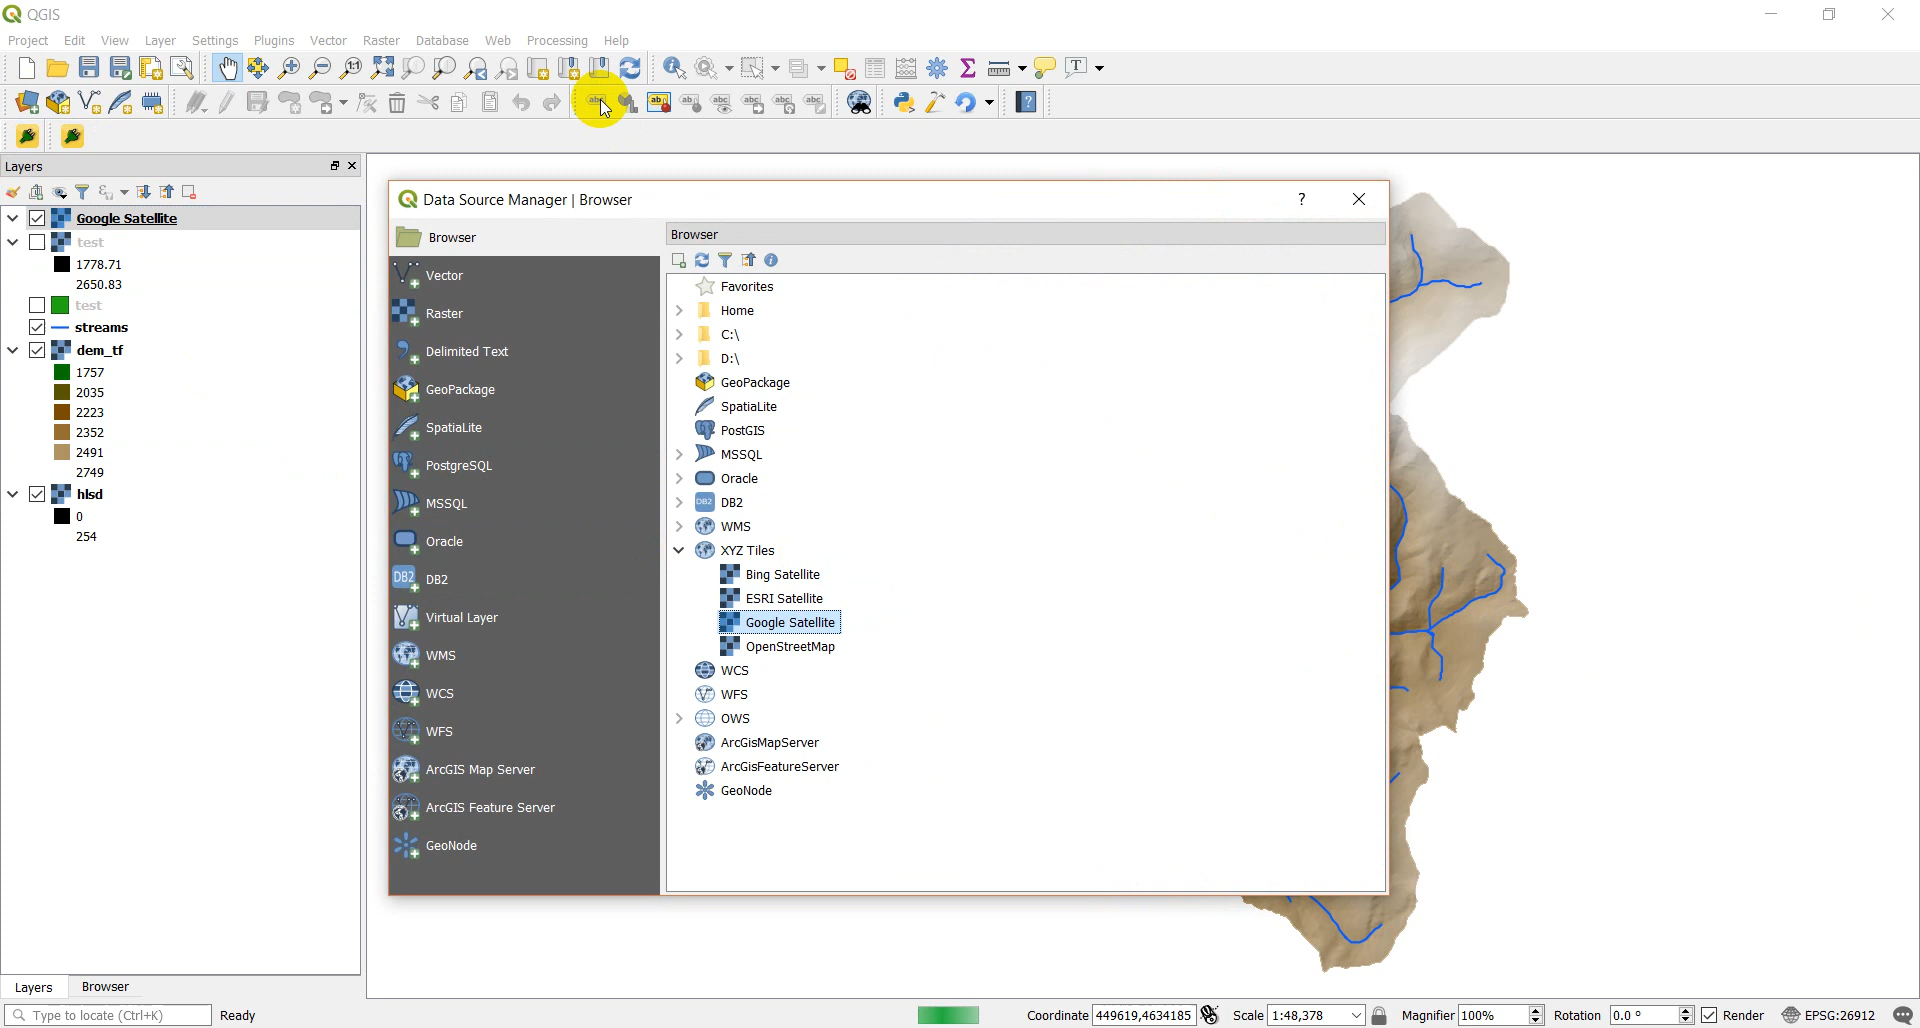 QGIS
Project Edit View Layer Settings Plugins Vector Raster Database Web Processing Help
Layers
Google Satellite
test
1778.71
2650.83
test
streams
dem_tf
1757
2035
2223
2352
2491
2749
hlsd
0
254
Layers Browser
Data Source Manager | Browser
?
Browser
Vector
Raster
Delimited Text
GeoPackage
SpatiaLite
PostgreSQL
MSSQL
Oracle
DB2 DB2
Virtual Layer
WMS
WCS
WFS
ArcGIS Map Server
ArcGIS Feature Server
GeoNode
Browser
Favorites
Home
C:\
D:\
GeoPackage
SpatiaLite
PostGIS
MSSQL
Oracle
DB2 DB2
WMS
XYZ Tiles
Bing Satellite
ESRI Satellite
Google Satellite
OpenStreetMap
WCS
WFS
OWS
ArcGisMapServer
ArcGisFeatureServer
GeoNode
Type to locate (Ctrl+K) Ready Coordinate 449619,4634185 Scale 1:48,378 Magnifier 100% Rotation 0.0 ° Render EPSG:26912